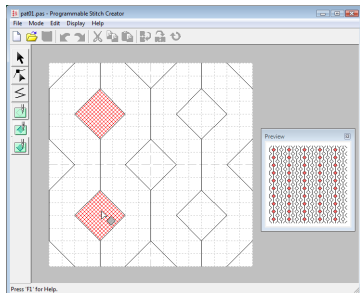 pat01.pas - Programmable Stitch Creator
File Mode Edit Display Help
Preview
Press 'F1' for Help.